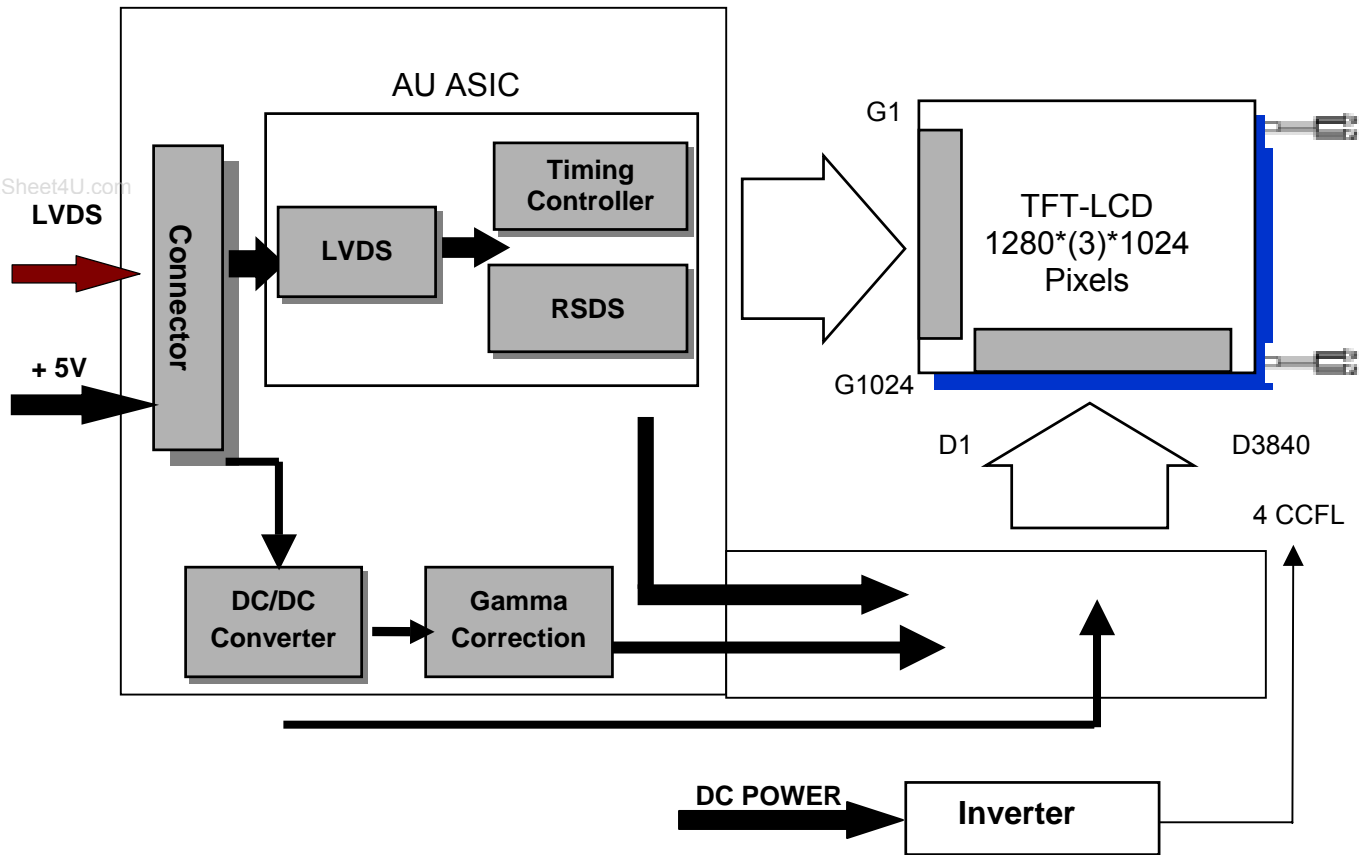 AU ASIC
G1
Sheet4U.com
LVDS
Connector
LVDS
Timing
Controller
RSDS
TFT-LCD
1280*(3)*1024
Pixels
+ 5V
G1024
D1
D3840
4 CCFL
DC/DC
Converter
Gamma
Correction
DC POWER
Inverter